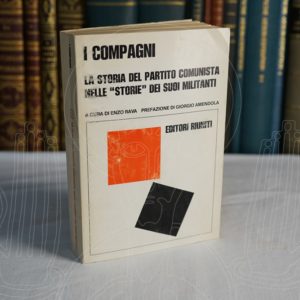 I COMPAGNI
LA STORIA DEL PARTITO COMUNISTA
NELLE "STORIE" DEI SUOI MILITANTI
A CURA DI ENZO RAVA PREFAZIONE DI GIORGIO AMENDOLA
EDITORI RIUNITI